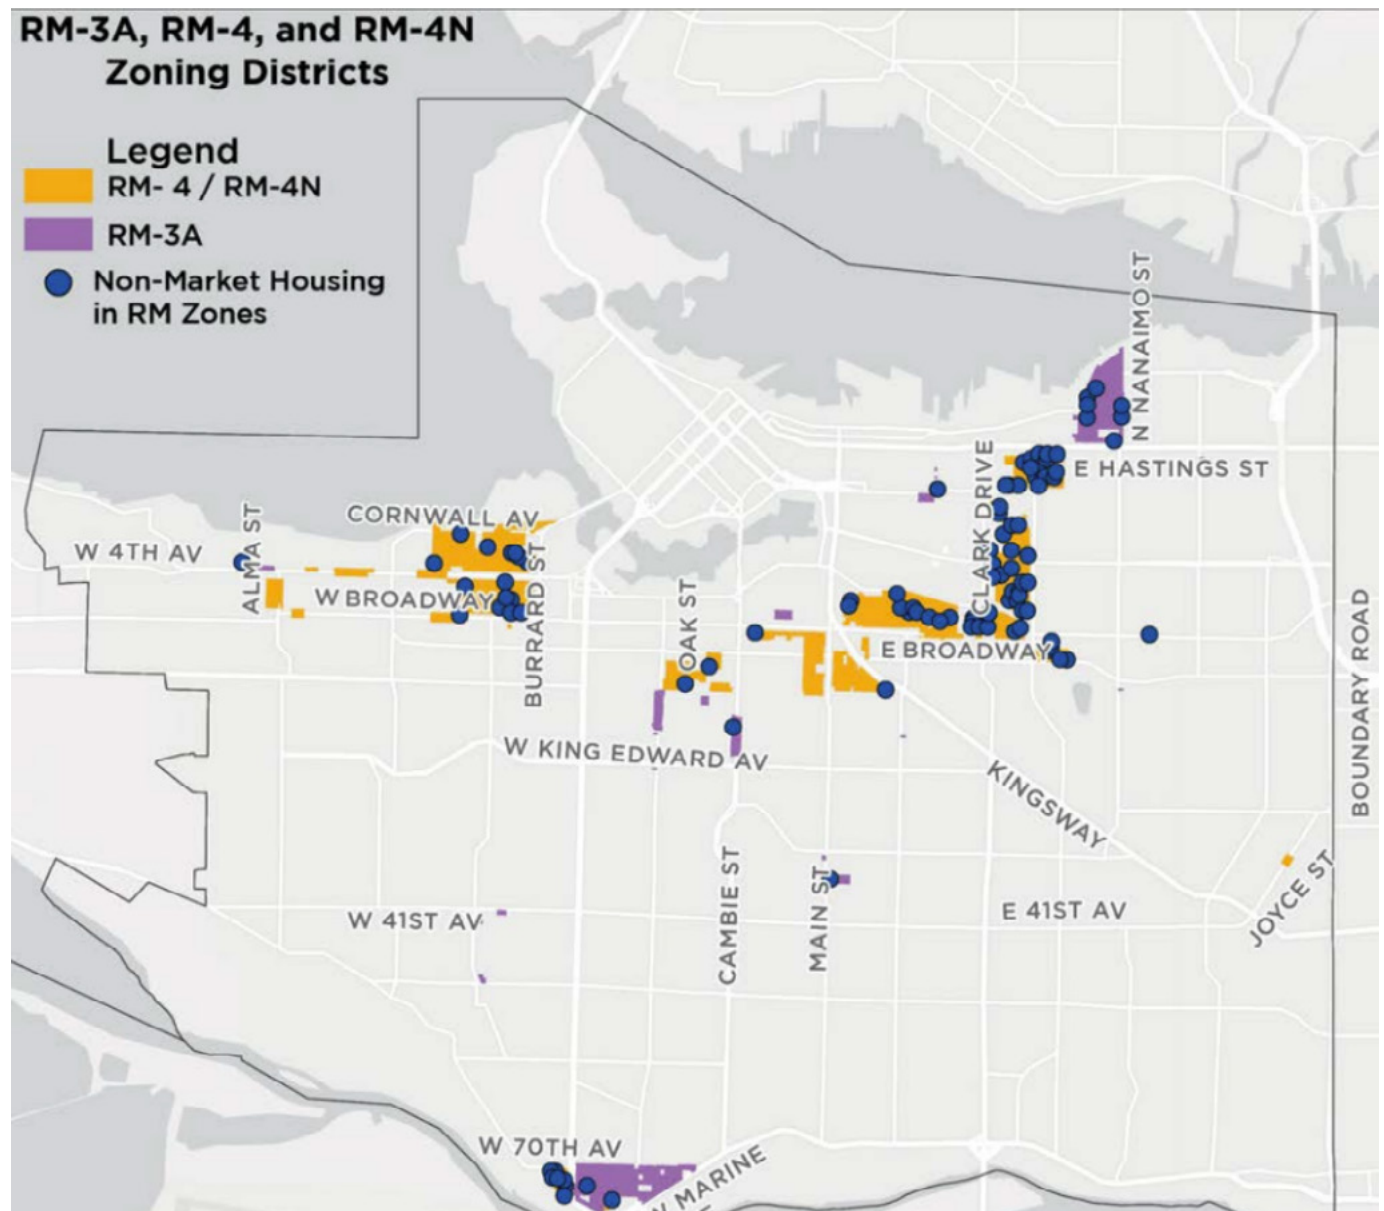 RM-3A, RM-4, and RM-4N
Zoning Districts
Legend
RM- 4 / RM-4N
RM-3A
Non-Market Housing
in RM Zones
N NANAIMO ST
E HASTINGS ST
CLARK DRIVE
CORNWALL AV
ALMA ST
W 4TH AV
W BROADWAY
BURRARD ST
OAK ST
E BROADWAY
BOUNDARY ROAD
W KING EDWARD AV
KINGSWAY
CAMBIE ST
MAIN ST
W 41ST AV
E 41ST AV
JOYCE ST
W 70TH AV
MARINE